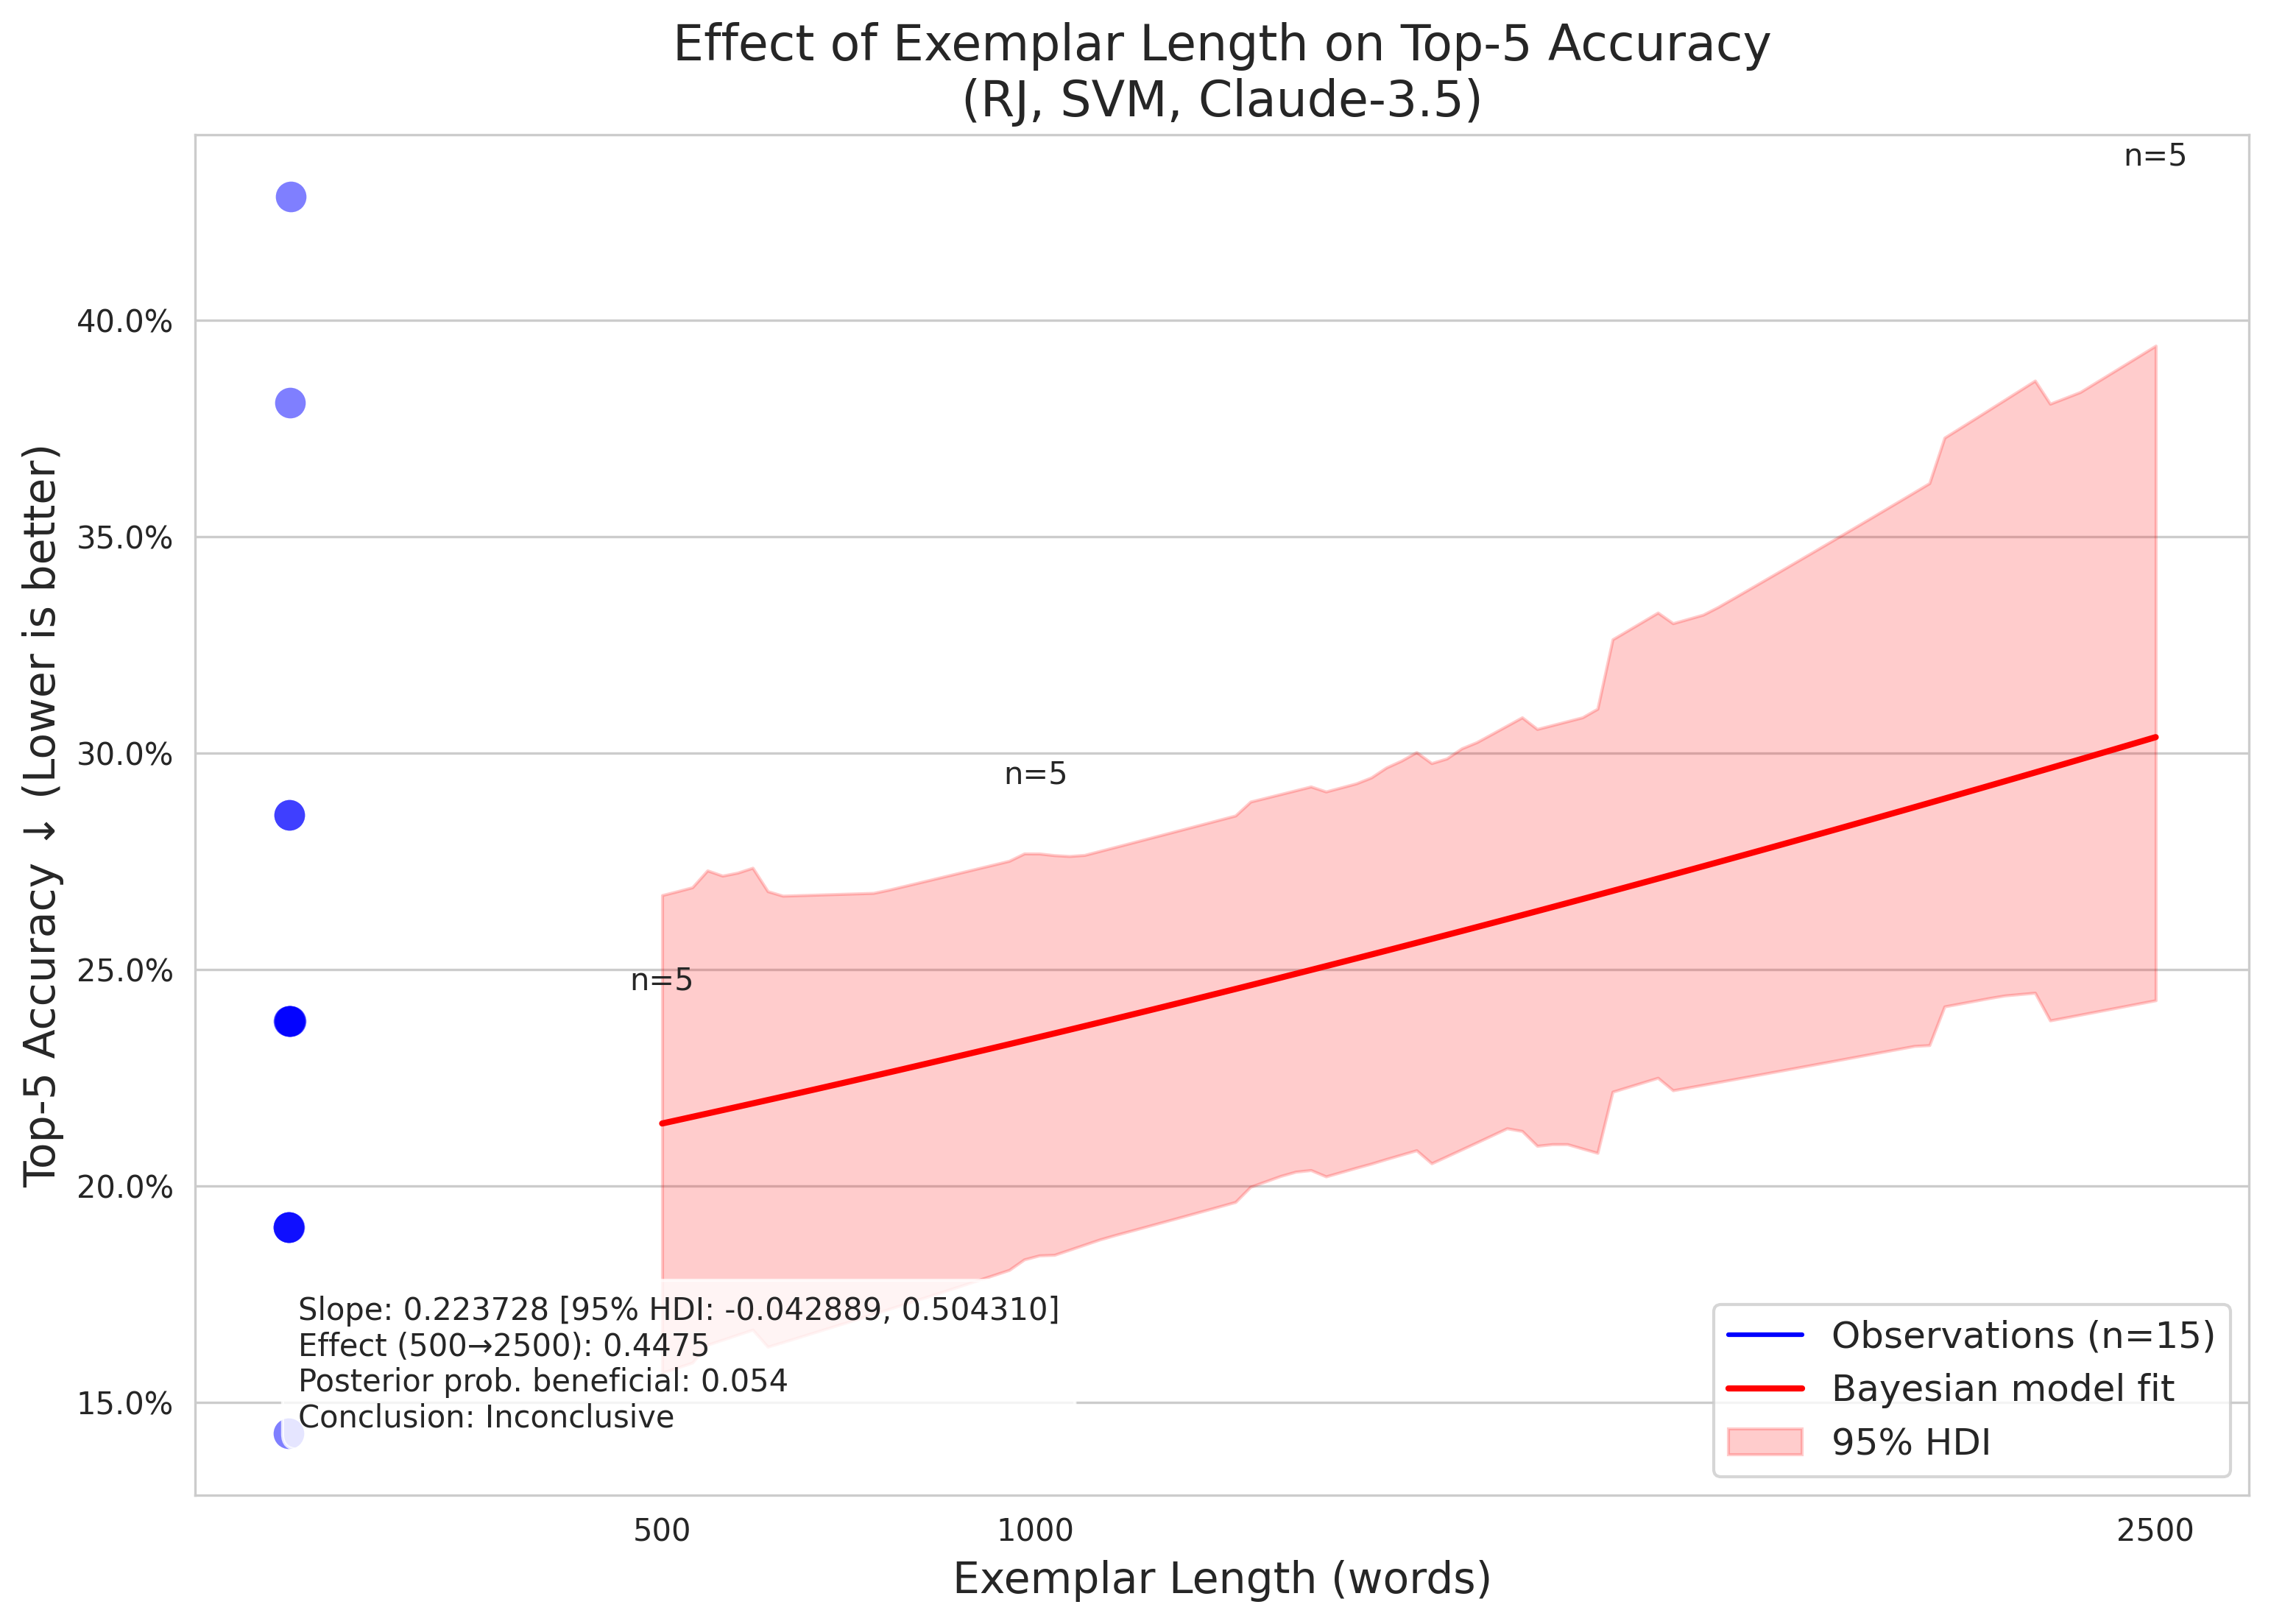 Effect of Exemplar Length on Top-5 Accuracy
(RJ, SVM, Claude-3.5)
Top-5 Accuracy ↓ (Lower is better)
40.0%
35.0%
30.0%
25.0%
20.0%
15.0%
n=5
n=5
n=5
Slope: 0.223728 [95% HDI: -0.042889, 0.504310]
Effect (500→2500): 0.4475
Posterior prob. beneficial: 0.054
Conclusion: Inconclusive
Observations (n=15)
Bayesian model fit
95% HDI
500
1000
2500
Exemplar Length (words)